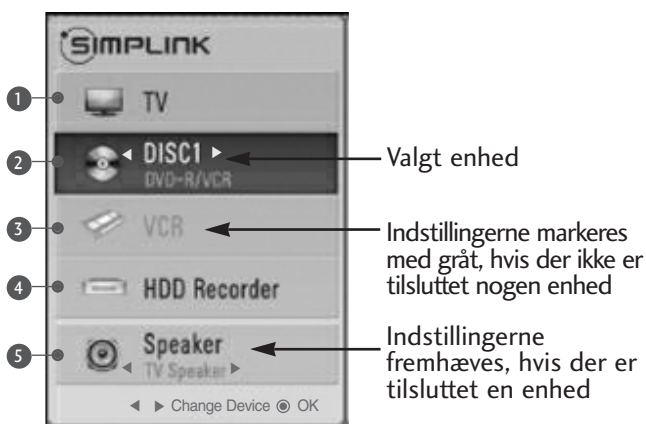 SIMPLINK
1 TV
2 ◀ DISC1 ▶
DVD-R/VCR
Valgt enhed
3 VCR
Indstillingerne markeres
med gråt, hvis der ikke er
tilsluttet nogen enhed
4 HDD Recorder
5 Speaker
◀ TV Speaker ▶
Indstillingerne
fremhæves, hvis der er
tilsluttet en enhed
◀ ▶ Change Device ◉ OK